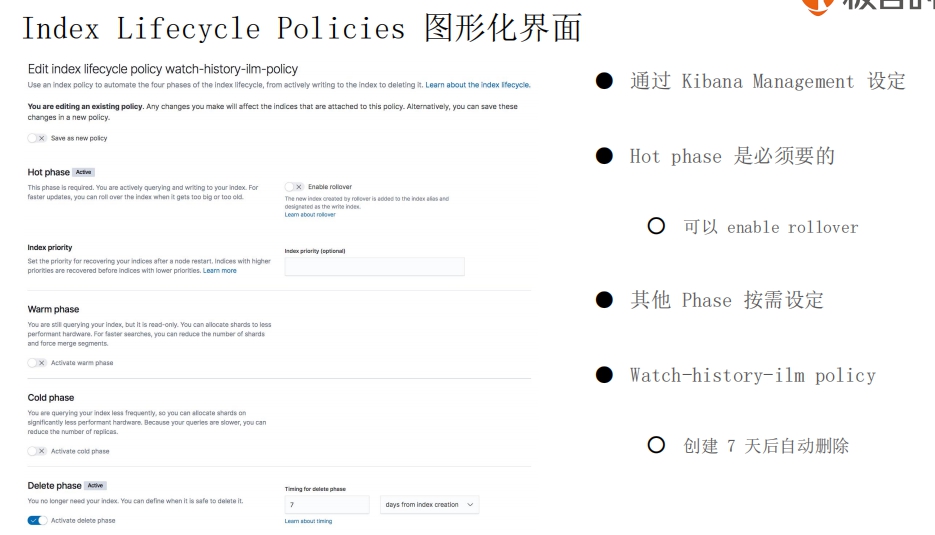 Index Lifecycle Policies 图形化界面
Edit index lifecycle policy watch-history-ilm-policy
Use an index policy to automate the four phases of the index lifecycle, from actively writing to the index to deleting it. Learn about the index lifecycle.
You are editing an existing policy. Any changes you make will affect the indices that are attached to this policy. Alternatively, you can save these
changes in a new policy.
Save as new policy
Hot phase Active
This phase is required. You are actively querying and writing to your index. For
faster updates, you can roll over the index when it gets too big or too old.
Enable rollover
The new index created by rollover is added to the index alias and
designated as the write index.
Learn about rollover
Index priority
Set the priority for recovering your indices after a node restart. Indices with higher
priorities are recovered before indices with lower priorities. Learn more
Index priority (optional)
Warm phase
You are still querying your index, but it is read-only. You can allocate shards to less
performant hardware. For faster searches, you can reduce the number of shards
and force merge segments.
Activate warm phase
Cold phase
You are querying your index less frequently, so you can allocate shards on
significantly less performant hardware. Because your queries are slower, you can
reduce the number of replicas.
Activate cold phase
Delete phase Active
You no longer need your index. You can define when it is safe to delete it.
Activate delete phase
Timing for delete phase
7
days from index creation
Learn about timing
● 通过 Kibana Management 设定
● Hot phase 是必须要的
○ 可以 enable rollover
● 其他 Phase 按需设定
● Watch-history-ilm policy
○ 创建 7 天后自动删除